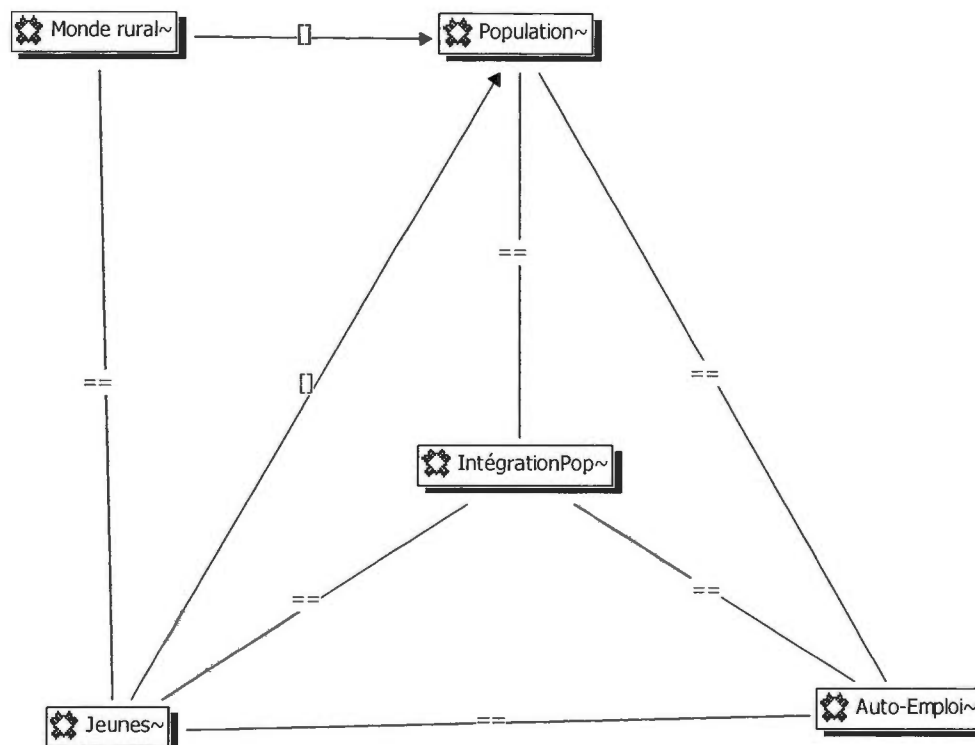 Monde rural~ [] Population~
==
== [] ==
IntégrationPop~
== ==
Jeunes~ == Auto-Emploi~